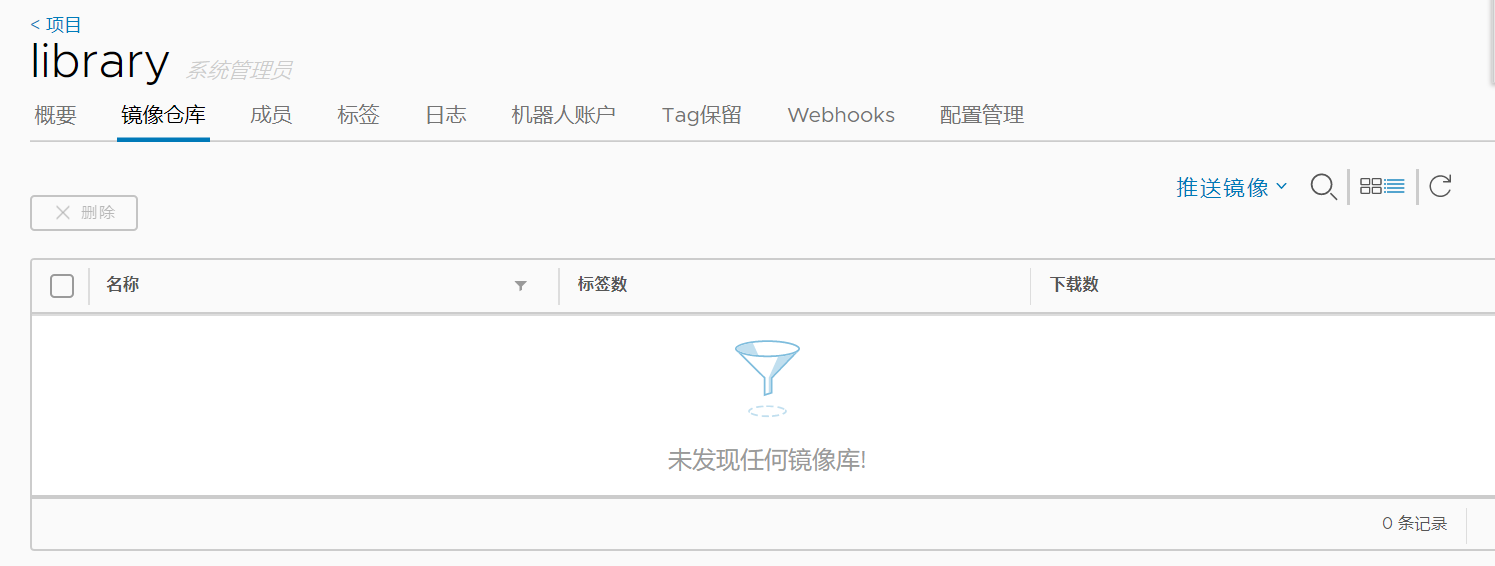 < 项目
library 系统管理员
概要 镜像仓库 成员 标签 日志 机器人账户 Tag保留 Webhooks 配置管理
推送镜像
删除
名称 标签数 下载数
未发现任何镜像库!
0 条记录